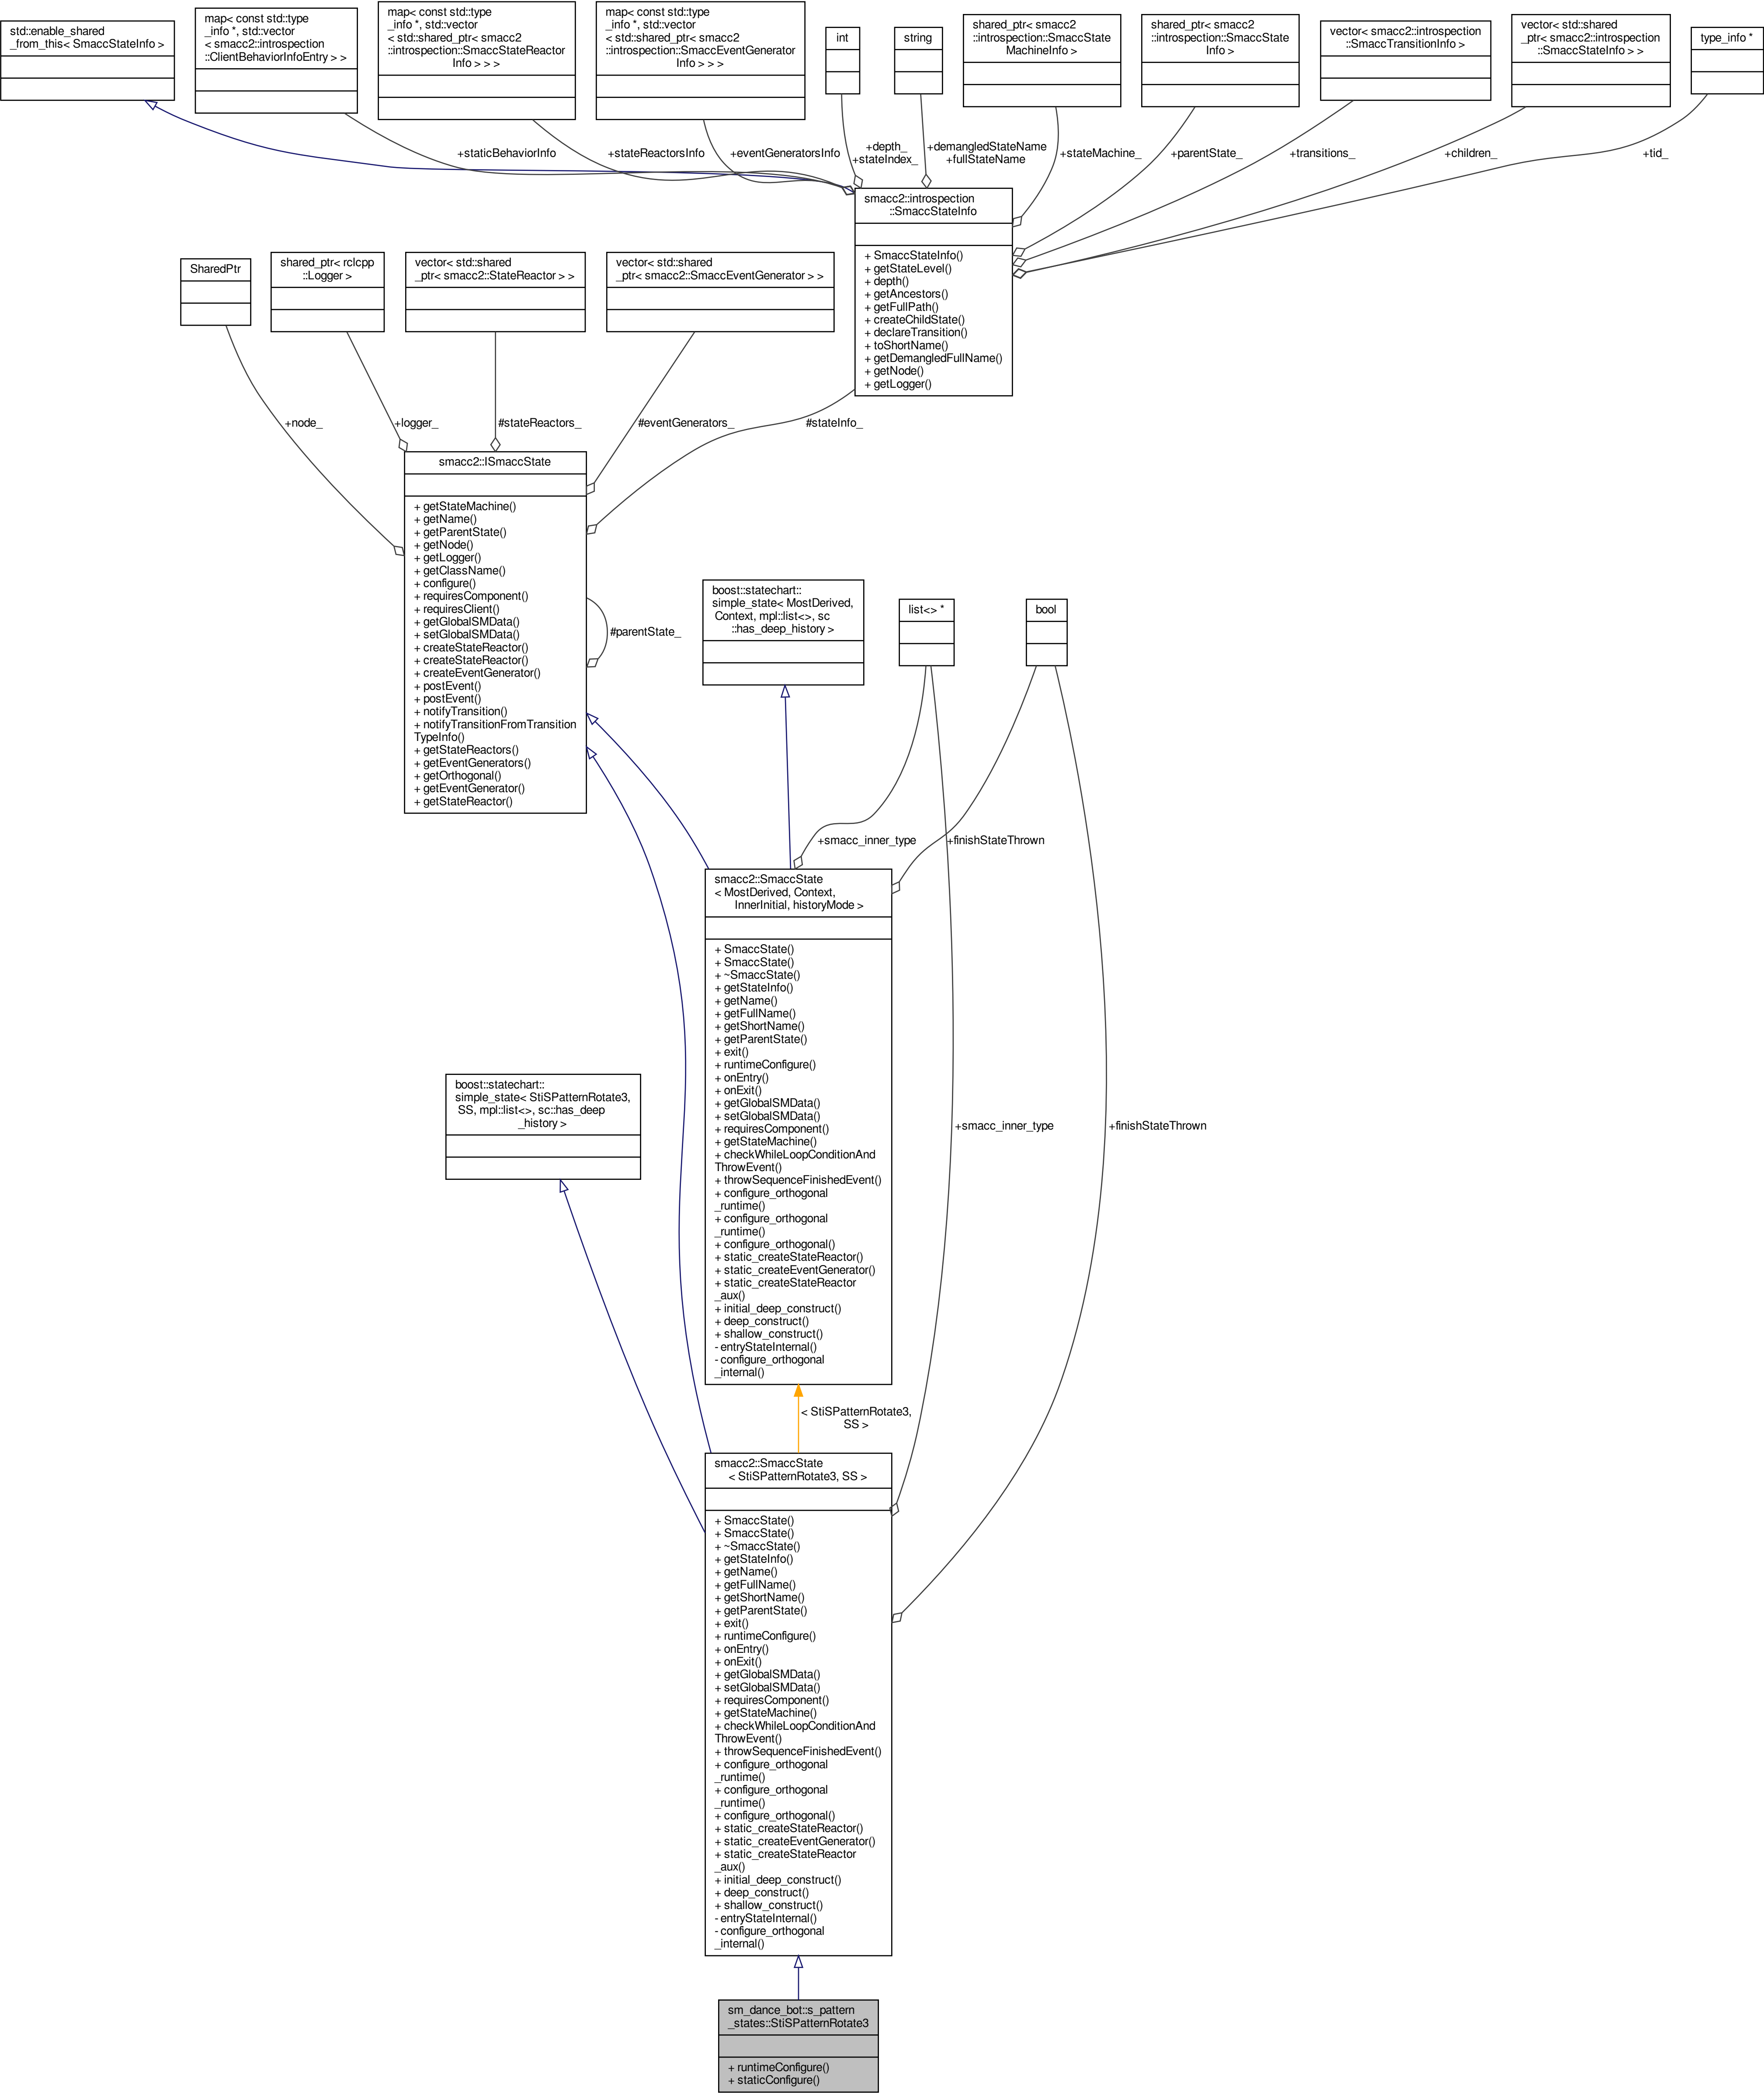 std::enable_shared
_from_this< SmaccStateInfo >
map< const std::type
_info *, std::vector
< smacc2::introspection
::ClientBehaviorInfoEntry > >
map< const std::type
_info *, std::vector
< std::shared_ptr< smacc2
::introspection::SmaccStateReactor
Info > > >
map< const std::type
_info *, std::vector
< std::shared_ptr< smacc2
::introspection::SmaccEventGenerator
Info > > >
int
string
shared_ptr< smacc2
::introspection::SmaccState
MachineInfo >
shared_ptr< smacc2
::introspection::SmaccState
Info >
vector< smacc2::introspection
::SmaccTransitionInfo >
vector< std::shared
_ptr< smacc2::introspection
::SmaccStateInfo > >
type_info *
+staticBehaviorInfo
+stateReactorsInfo
+eventGeneratorsInfo
+depth_
+stateIndex_
+demangledStateName
+fullStateName
+stateMachine_
+parentState_
+transitions_
+children_
+tid_
smacc2::introspection
::SmaccStateInfo
+ SmaccStateInfo()
+ getStateLevel()
+ depth()
+ getAncestors()
+ getFullPath()
+ createChildState()
+ declareTransition()
+ toShortName()
+ getDemangledFullName()
+ getNode()
+ getLogger()
SharedPtr
shared_ptr< rclcpp
::Logger >
vector< std::shared
_ptr< smacc2::StateReactor > >
vector< std::shared
_ptr< smacc2::SmaccEventGenerator > >
+node_
+logger_
#stateReactors_
#eventGenerators_
#stateInfo_
smacc2::ISmaccState
+ getStateMachine()
+ getName()
+ getParentState()
+ getNode()
+ getLogger()
+ getClassName()
+ configure()
+ requiresComponent()
+ requiresClient()
+ getGlobalSMData()
+ setGlobalSMData()
+ createStateReactor()
+ createStateReactor()
+ createEventGenerator()
+ postEvent()
+ postEvent()
+ notifyTransition()
+ notifyTransitionFromTransition
TypeInfo()
+ getStateReactors()
+ getEventGenerators()
+ getOrthogonal()
+ getEventGenerator()
+ getStateReactor()
#parentState_
boost::statechart::
simple_state< MostDerived,
Context, mpl::list<>, sc
::has_deep_history >
list<> *
bool
+smacc_inner_type
+finishStateThrown
smacc2::SmaccState
< MostDerived, Context,
InnerInitial, historyMode >
+ SmaccState()
+ SmaccState()
+ ~SmaccState()
+ getStateInfo()
+ getName()
+ getFullName()
+ getShortName()
+ getParentState()
+ exit()
+ runtimeConfigure()
+ onEntry()
+ onExit()
+ getGlobalSMData()
+ setGlobalSMData()
+ requiresComponent()
+ getStateMachine()
+ checkWhileLoopConditionAnd
ThrowEvent()
+ throwSequenceFinishedEvent()
+ configure_orthogonal
_runtime()
+ configure_orthogonal
_runtime()
+ configure_orthogonal()
+ static_createStateReactor()
+ static_createEventGenerator()
+ static_createStateReactor
_aux()
+ initial_deep_construct()
+ deep_construct()
+ shallow_construct()
- entryStateInternal()
- configure_orthogonal
_internal()
boost::statechart::
simple_state< StiSPatternRotate3,
SS, mpl::list<>, sc::has_deep
_history >
+smacc_inner_type
+finishStateThrown
< StiSPatternRotate3,
SS >
smacc2::SmaccState
< StiSPatternRotate3, SS >
+ SmaccState()
+ SmaccState()
+ ~SmaccState()
+ getStateInfo()
+ getName()
+ getFullName()
+ getShortName()
+ getParentState()
+ exit()
+ runtimeConfigure()
+ onEntry()
+ onExit()
+ getGlobalSMData()
+ setGlobalSMData()
+ requiresComponent()
+ getStateMachine()
+ checkWhileLoopConditionAnd
ThrowEvent()
+ throwSequenceFinishedEvent()
+ configure_orthogonal
_runtime()
+ configure_orthogonal
_runtime()
+ configure_orthogonal()
+ static_createStateReactor()
+ static_createEventGenerator()
+ static_createStateReactor
_aux()
+ initial_deep_construct()
+ deep_construct()
+ shallow_construct()
- entryStateInternal()
- configure_orthogonal
_internal()
sm_dance_bot::s_pattern
_states::StiSPatternRotate3
+ runtimeConfigure()
+ staticConfigure()